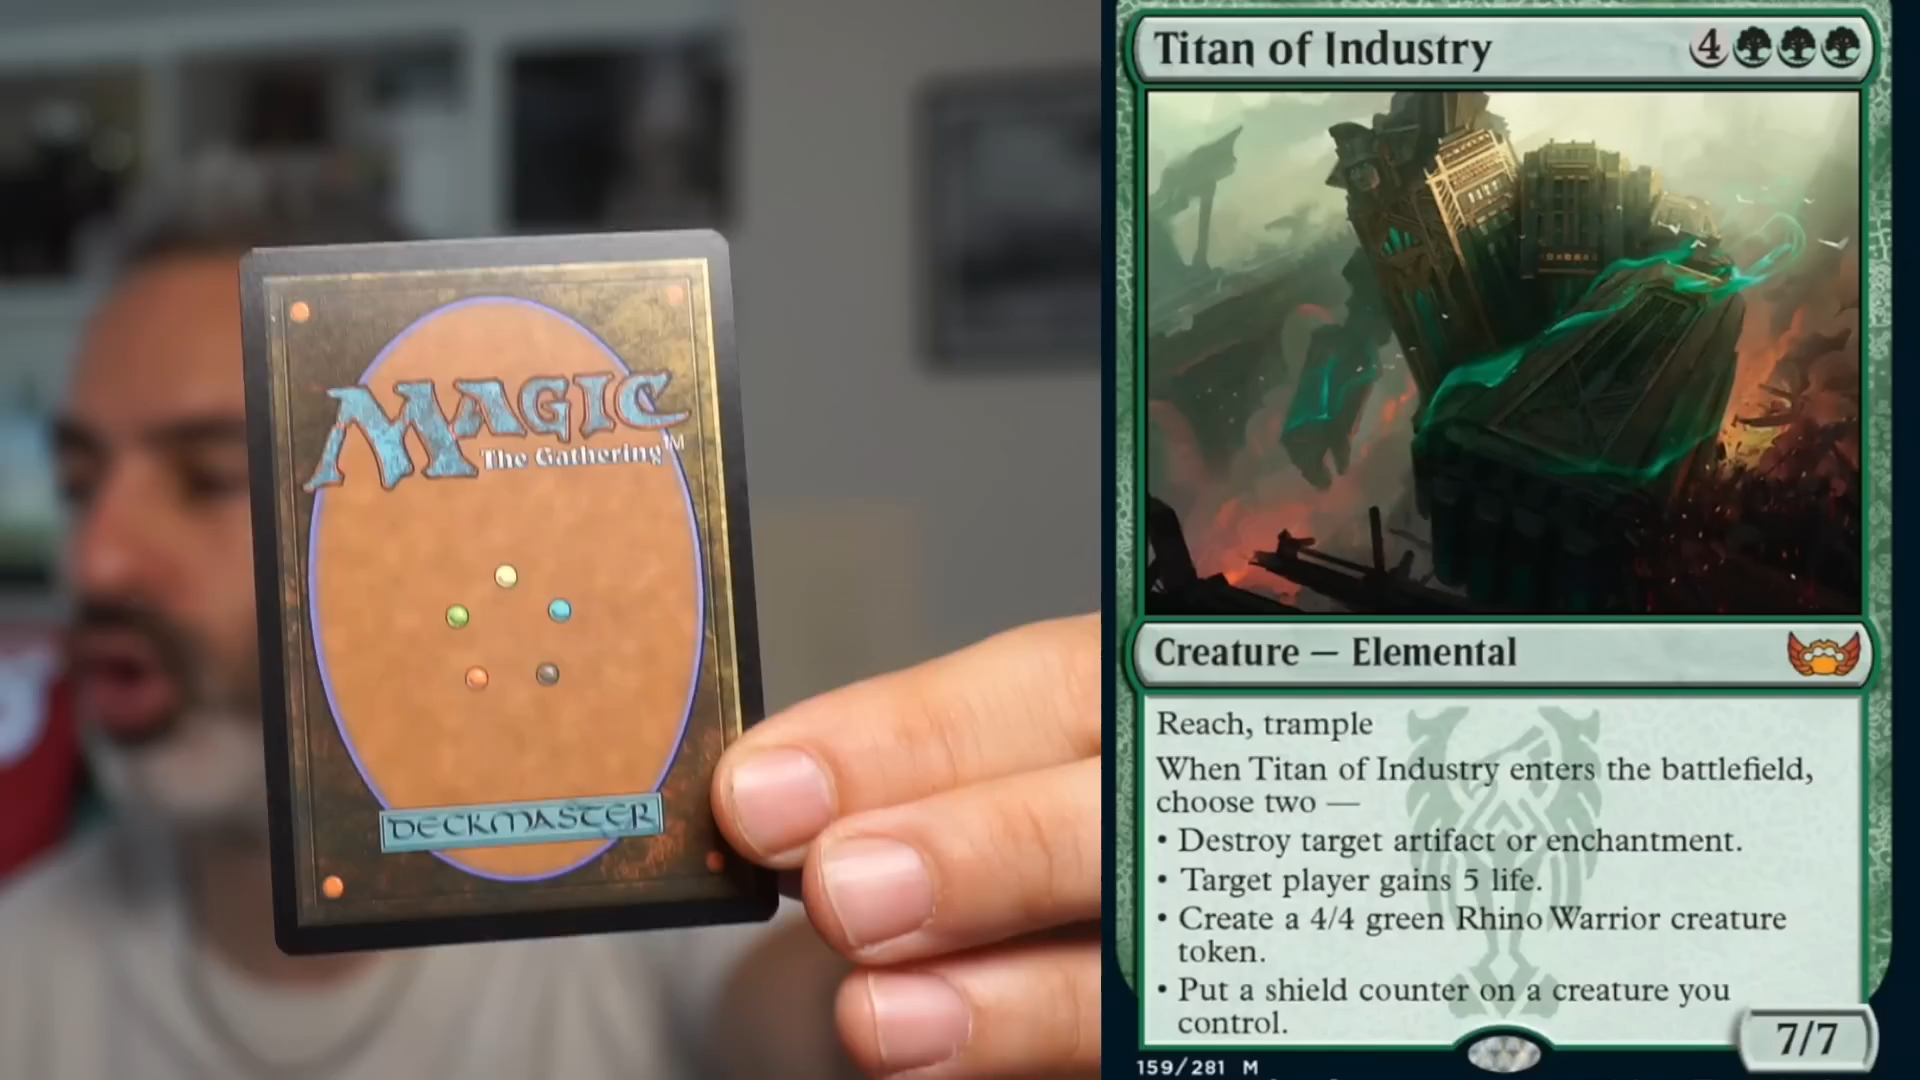 MAGIC
The Gathering™
DECKMASTER
Titan of Industry
4
Creature — Elemental
Reach, trample
When Titan of Industry enters the battlefield,
choose two —
• Destroy target artifact or enchantment.
• Target player gains 5 life.
• Create a 4/4 green Rhino Warrior creature
token.
• Put a shield counter on a creature you
control.
7/7
159/281 M